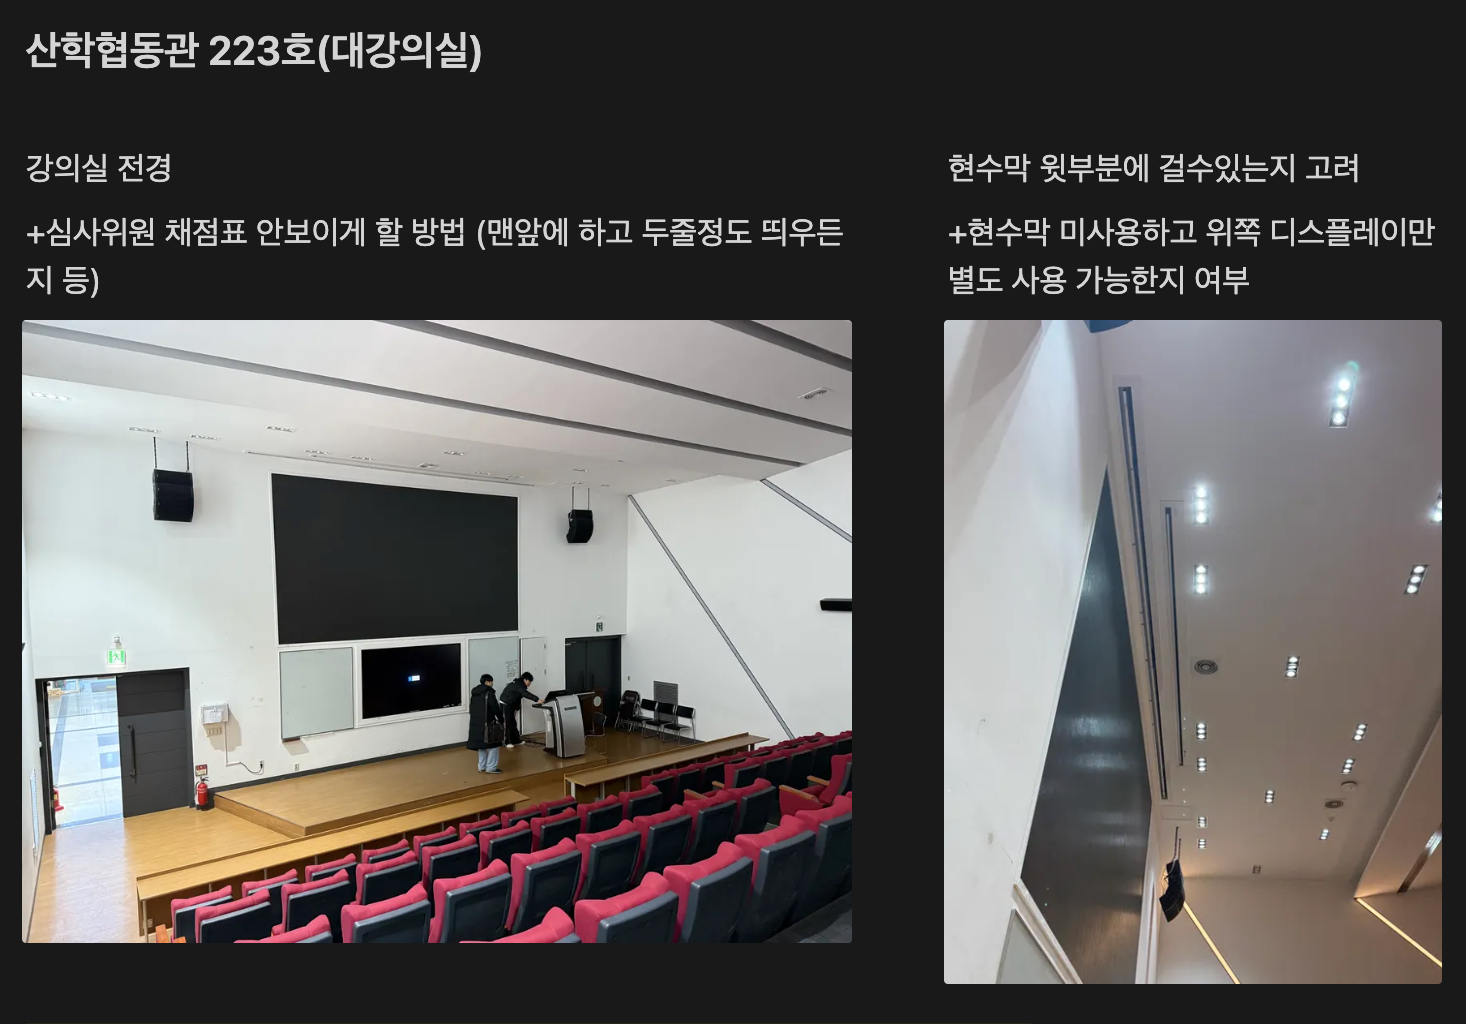 산학협동관 223호(대강의실)
강의실 전경
+심사위원 채점표 안보이게 할 방법 (맨앞에 하고 두줄정도 띄우든
지 등)
현수막 윗부분에 걸수있는지 고려
+현수막 미사용하고 위쪽 디스플레이만
별도 사용 가능한지 여부